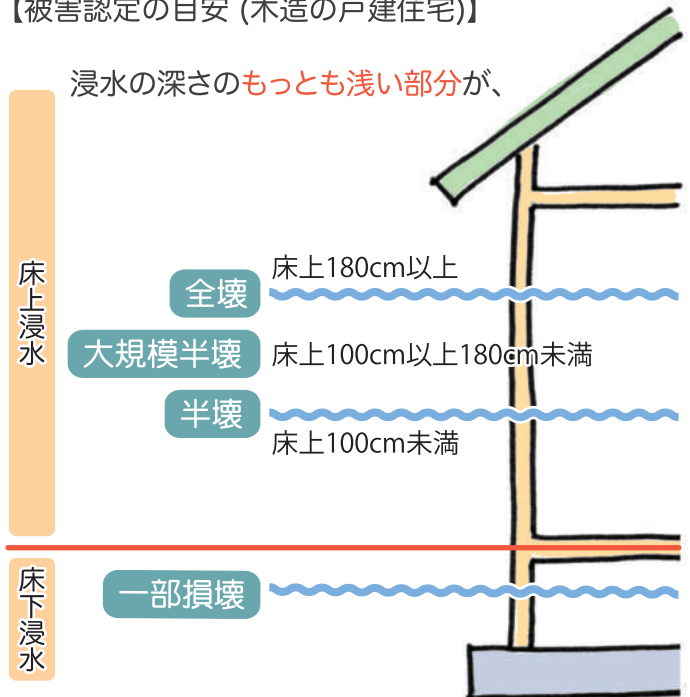 【被害認定の目安 (木造の戸建住宅)】
浸水の深さのもっとも浅い部分が、
床上浸水
床上180cm以上
全壊
大規模半壊 床上100cm以上180cm未満
半壊
床上100cm未満
床下浸水
一部損壊